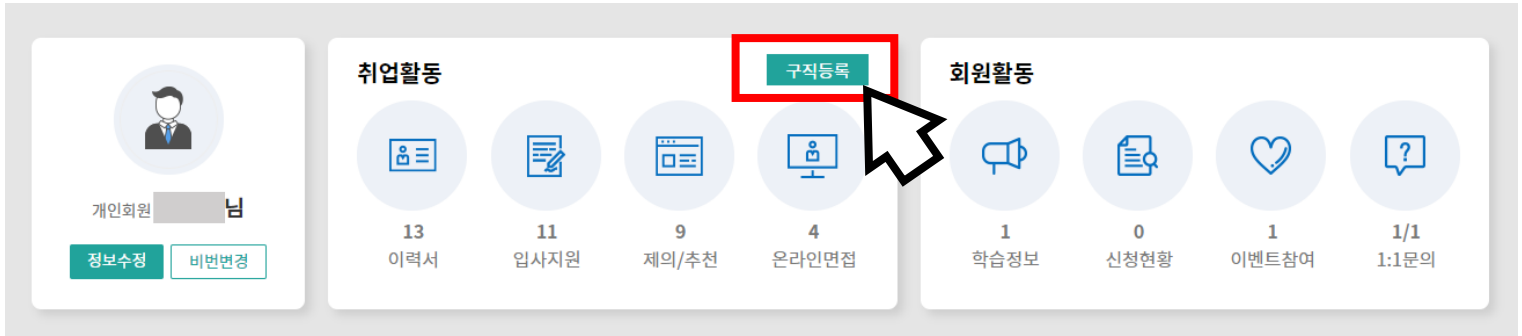 개인회원 님
정보수정
비번변경
취업활동
구직등록
13
이력서
11
입사지원
9
제의/추천
4
온라인면접
회원활동
1
학습정보
0
신청현황
1
이벤트참여
1/1
1:1문의